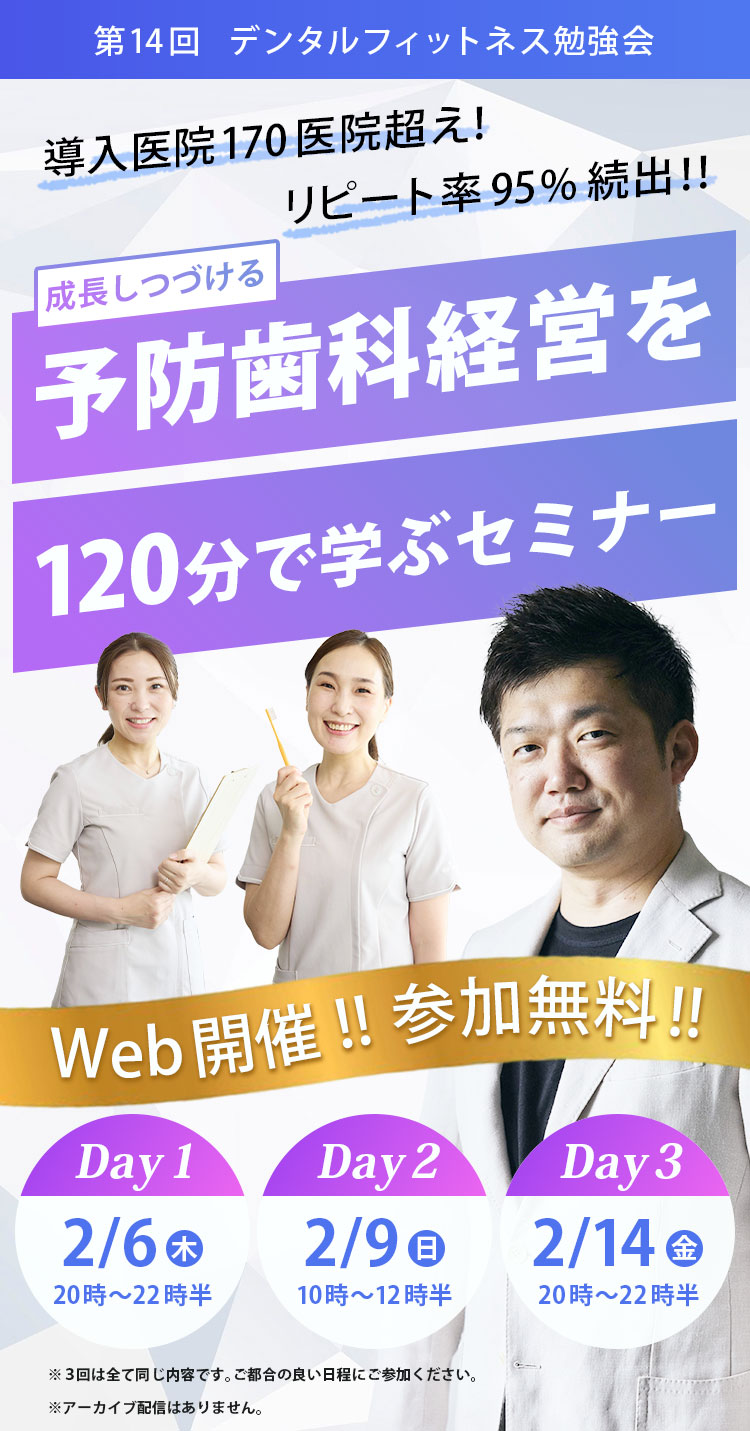 第14回 デンタルフィットネス勉強会
導入医院170医院超え!
リピート率95%続出!!
成長しつづける
予防歯科経営を
120分で学ぶセミナー
Web開催!! 参加無料!!
Day 1
2/6 木
20時〜22時半
Day 2
2/9 日
10時〜12時半
Day 3
2/14 金
20時〜22時半
※3回は全て同じ内容です。ご都合の良い日程にご参加ください。
※アーカイブ配信はありません。